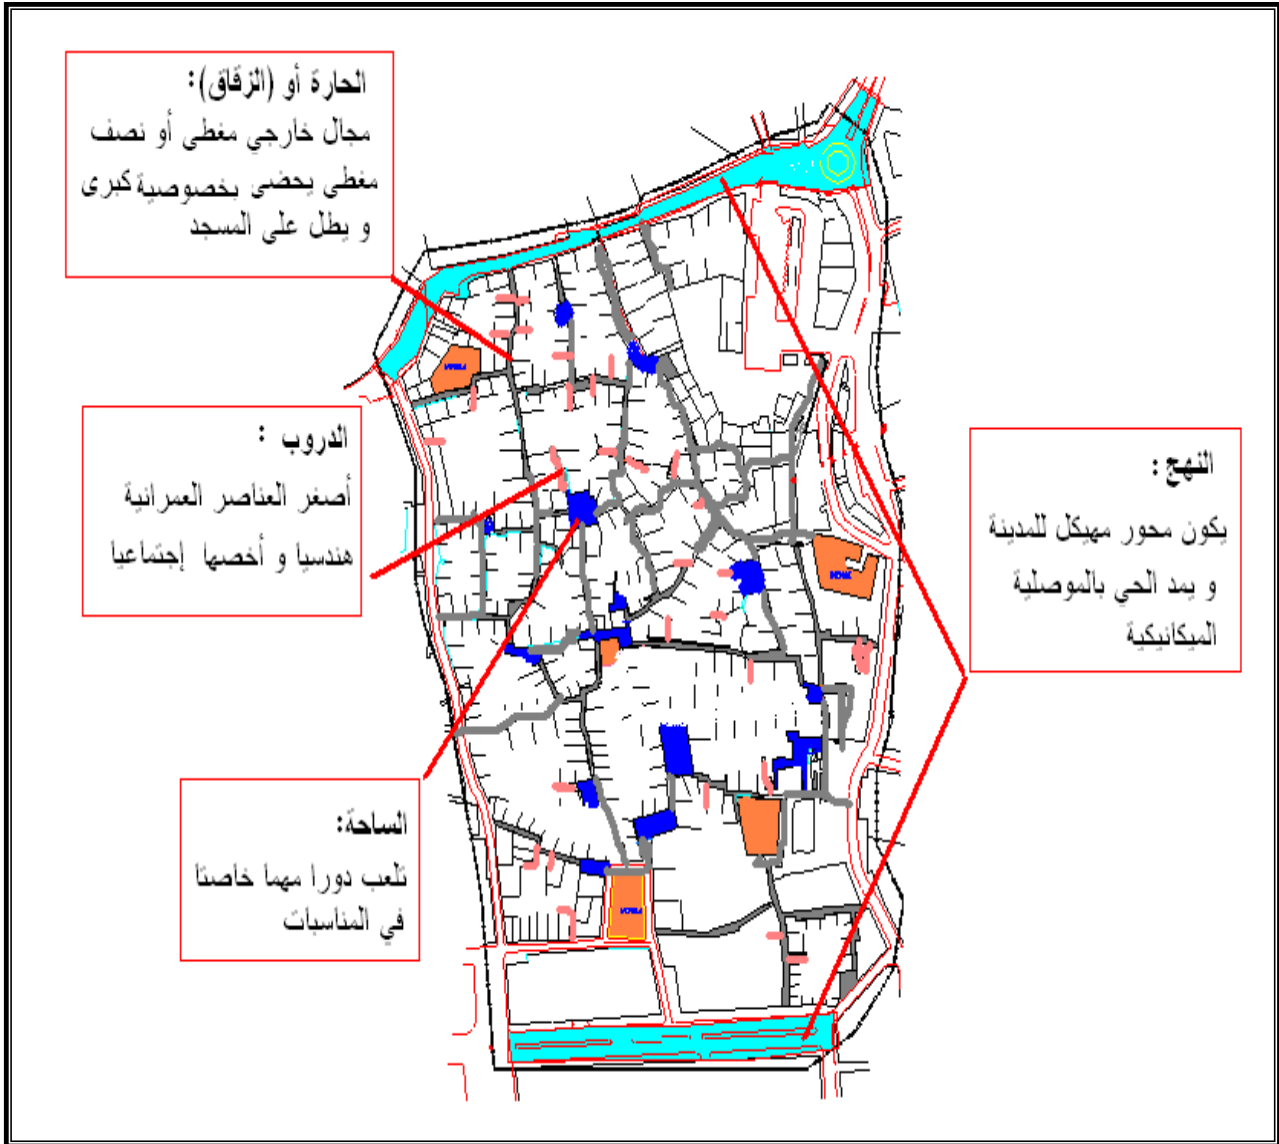 الحارة أو (الزقاق):
مجال خارجي مغطى أو نصف
مغطى يحضى بخصوصية كبرى
و يطل على المسجد
الدروب :
أصغر العناصر العمرانية
هندسيا و أخصها إجتماعيا
النهج :
يكون محور مهيكل للمدينة
و يمد الحي بالموصلية
الميكانيكية
الساحة:
تلعب دورا مهما خاصتا
في المناسبات